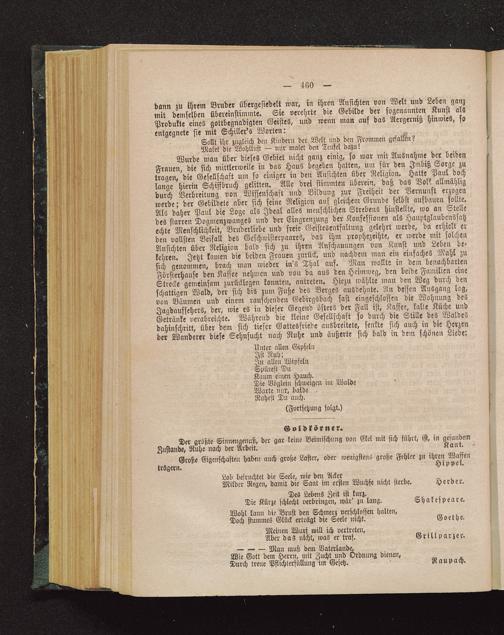 — 460 —
dann zu ihrem Bruder übergesiedelt war, in ihren Ansichten von Welt und Leben ganz
mit demselben übereinstimmte. Sie verehrte die Gebilde der sogenannten Kunst als
Produkte eines gottbegnadigten Geistes, und wenn man auf das Aergerniß hinwies, so
entgegnete sie mit Schiller's Worten:
Wollt ihr zugleich den Kindern der Welt und den Frommen gefallen?
Malet die Wohllust — nur malet den Teufel dazu!
Wurde man über dieses Gebiet nicht ganz einig, so war mit Ausnahme der beiden
Frauen, die sich mittlerweile in das Haus begeben hatten, um für den Imbiß Sorge zu
tragen, die Gesellschaft um so einiger in den Ansichten über Religion. Hatte Paul doch
lange hierin Schiffbruch gelitten. Alle drei stimmten überein, daß das Volk allmählig
durch Verbreitung von Wissenschaft und Bildung zur Freiheit der Vernunft erzogen
werde; der Gebildete aber sich seine Religion auf gleichem Grunde selbst aufbauen sollte.
Als daher Paul die Loge als Ideal alles menschlichen Strebens hinstellte, wo an Stelle
des starren Dogmenzwanges und der Eingrenzung der Konfessionen als Hauptglaubenssatz
echte Menschlichkeit, Bruderliebe und freie Geistesentfaltung gelehrt werde, da erhielt er
den vollsten Beifall des Geschwisterpaares, das ihm prophezeihte, er werde mit solchen
Ansichten über Religion bald sich zu ihren Anschauungen von Kunst und Leben be-
kehren. Jetzt kamen die beiden Frauen zurück, und nachdem man ein einfaches Mahl zu
sich genommen, brach man wieder in's Thal auf. Man wollte in dem benachbarten
Försterhause den Kaffee nehmen und von da aus den Heimweg, den beide Familien eine
Strecke gemeinsam zurücklegen konnten, antreten. Hiezu wählte man den Weg durch den
schattigen Wald, der sich bis zum Fuße des Berges ausdehnte. An dessen Ausgang lag,
von Bäumen und einem rauschenden Gebirgsbach fast eingeschlossen die Wohnung des
Jagdaufsehers, der, wie es in dieser Gegend öfters der Fall ist, Kaffee, kalte Küche und
Getränke verabreichte. Während die kleine Gesellschaft so durch die Stille des Waldes
dahinschritt, über dem sich tiefer Gottesfriede ausbreitete, senkte sich auch in die Herzen
der Wanderer diese Sehnsucht nach Ruhe und äußerte sich bald in dem schönen Liede:
Unter allen Gipfeln
Ist Ruh;
In allen Wipfeln
Spürest Du
Kaum einen Hauch.
Die Vöglein schweigen im Walde
Warte nur, balde
Ruhest Du auch.
(Fortsetzung folgt.)
Goldkörner.
Der größte Sinnengenuß, der gar keine Beimischung von Ekel mit sich führt, ist, in gesunden
Zustande, Ruhe nach der Arbeit. Kant.
Große Eigenschaften haben auch große Laster, oder wenigstens große Fehler zu ihren Waffen
trägern. Hippel.
Lob befruchtet die Seele, wie den Acker
Milder Regen, damit die Saat im ersten Wuchse nicht sterbe. Herder.
Des Lebens Zeit ist kurz.
Die Kürze schlecht verbringen, wär' zu lang. Shakespeare.
Wohl kann die Brust den Schmerz verschlossen halten,
Doch stummes Glück erträgt die Seele nicht. Goethe.
Meinen Wurf will ich vertreten,
Aber das nicht, was er traf. Grillparzer.
— — — Man muß dem Vaterlande,
Wie Gott dem Herrn, mit Zucht und Ordnung dienen,
Durch treue Pflichterfüllung im Gesetz. Raupach.